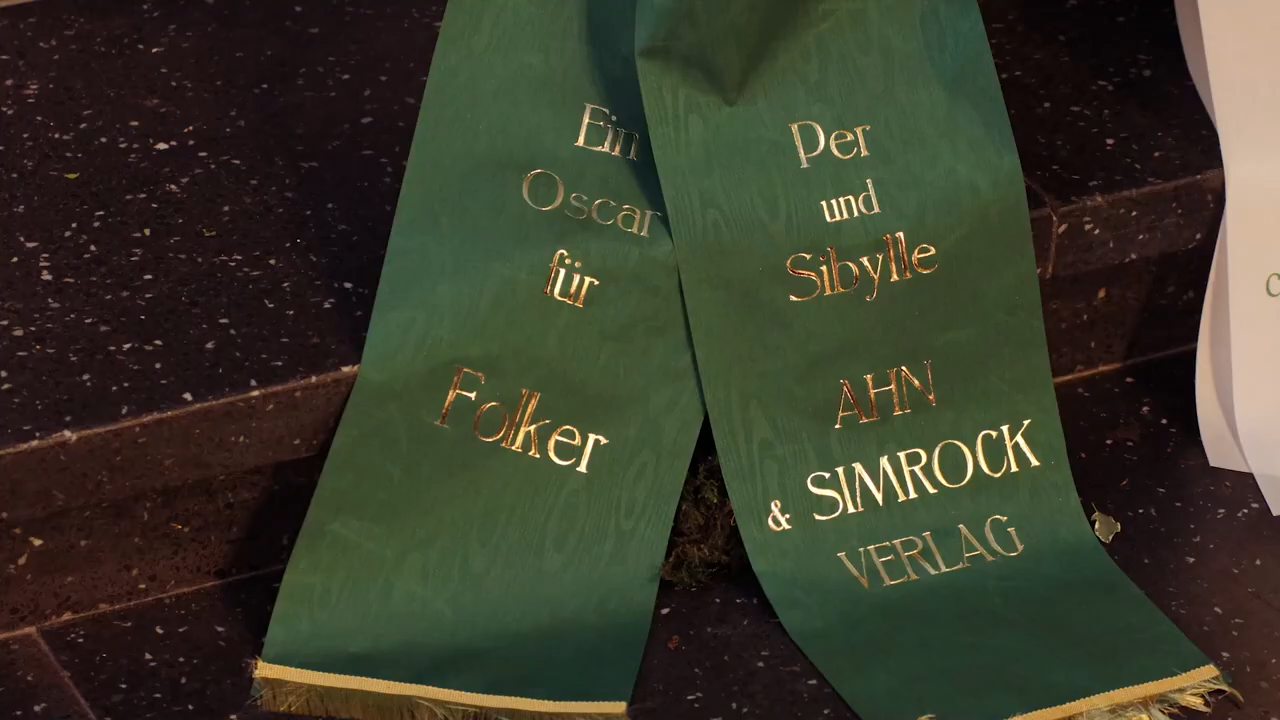 Ein
Oscar
für
Folker
Per
und
Sibylle
AHN
& SIMROCK
VERLAG